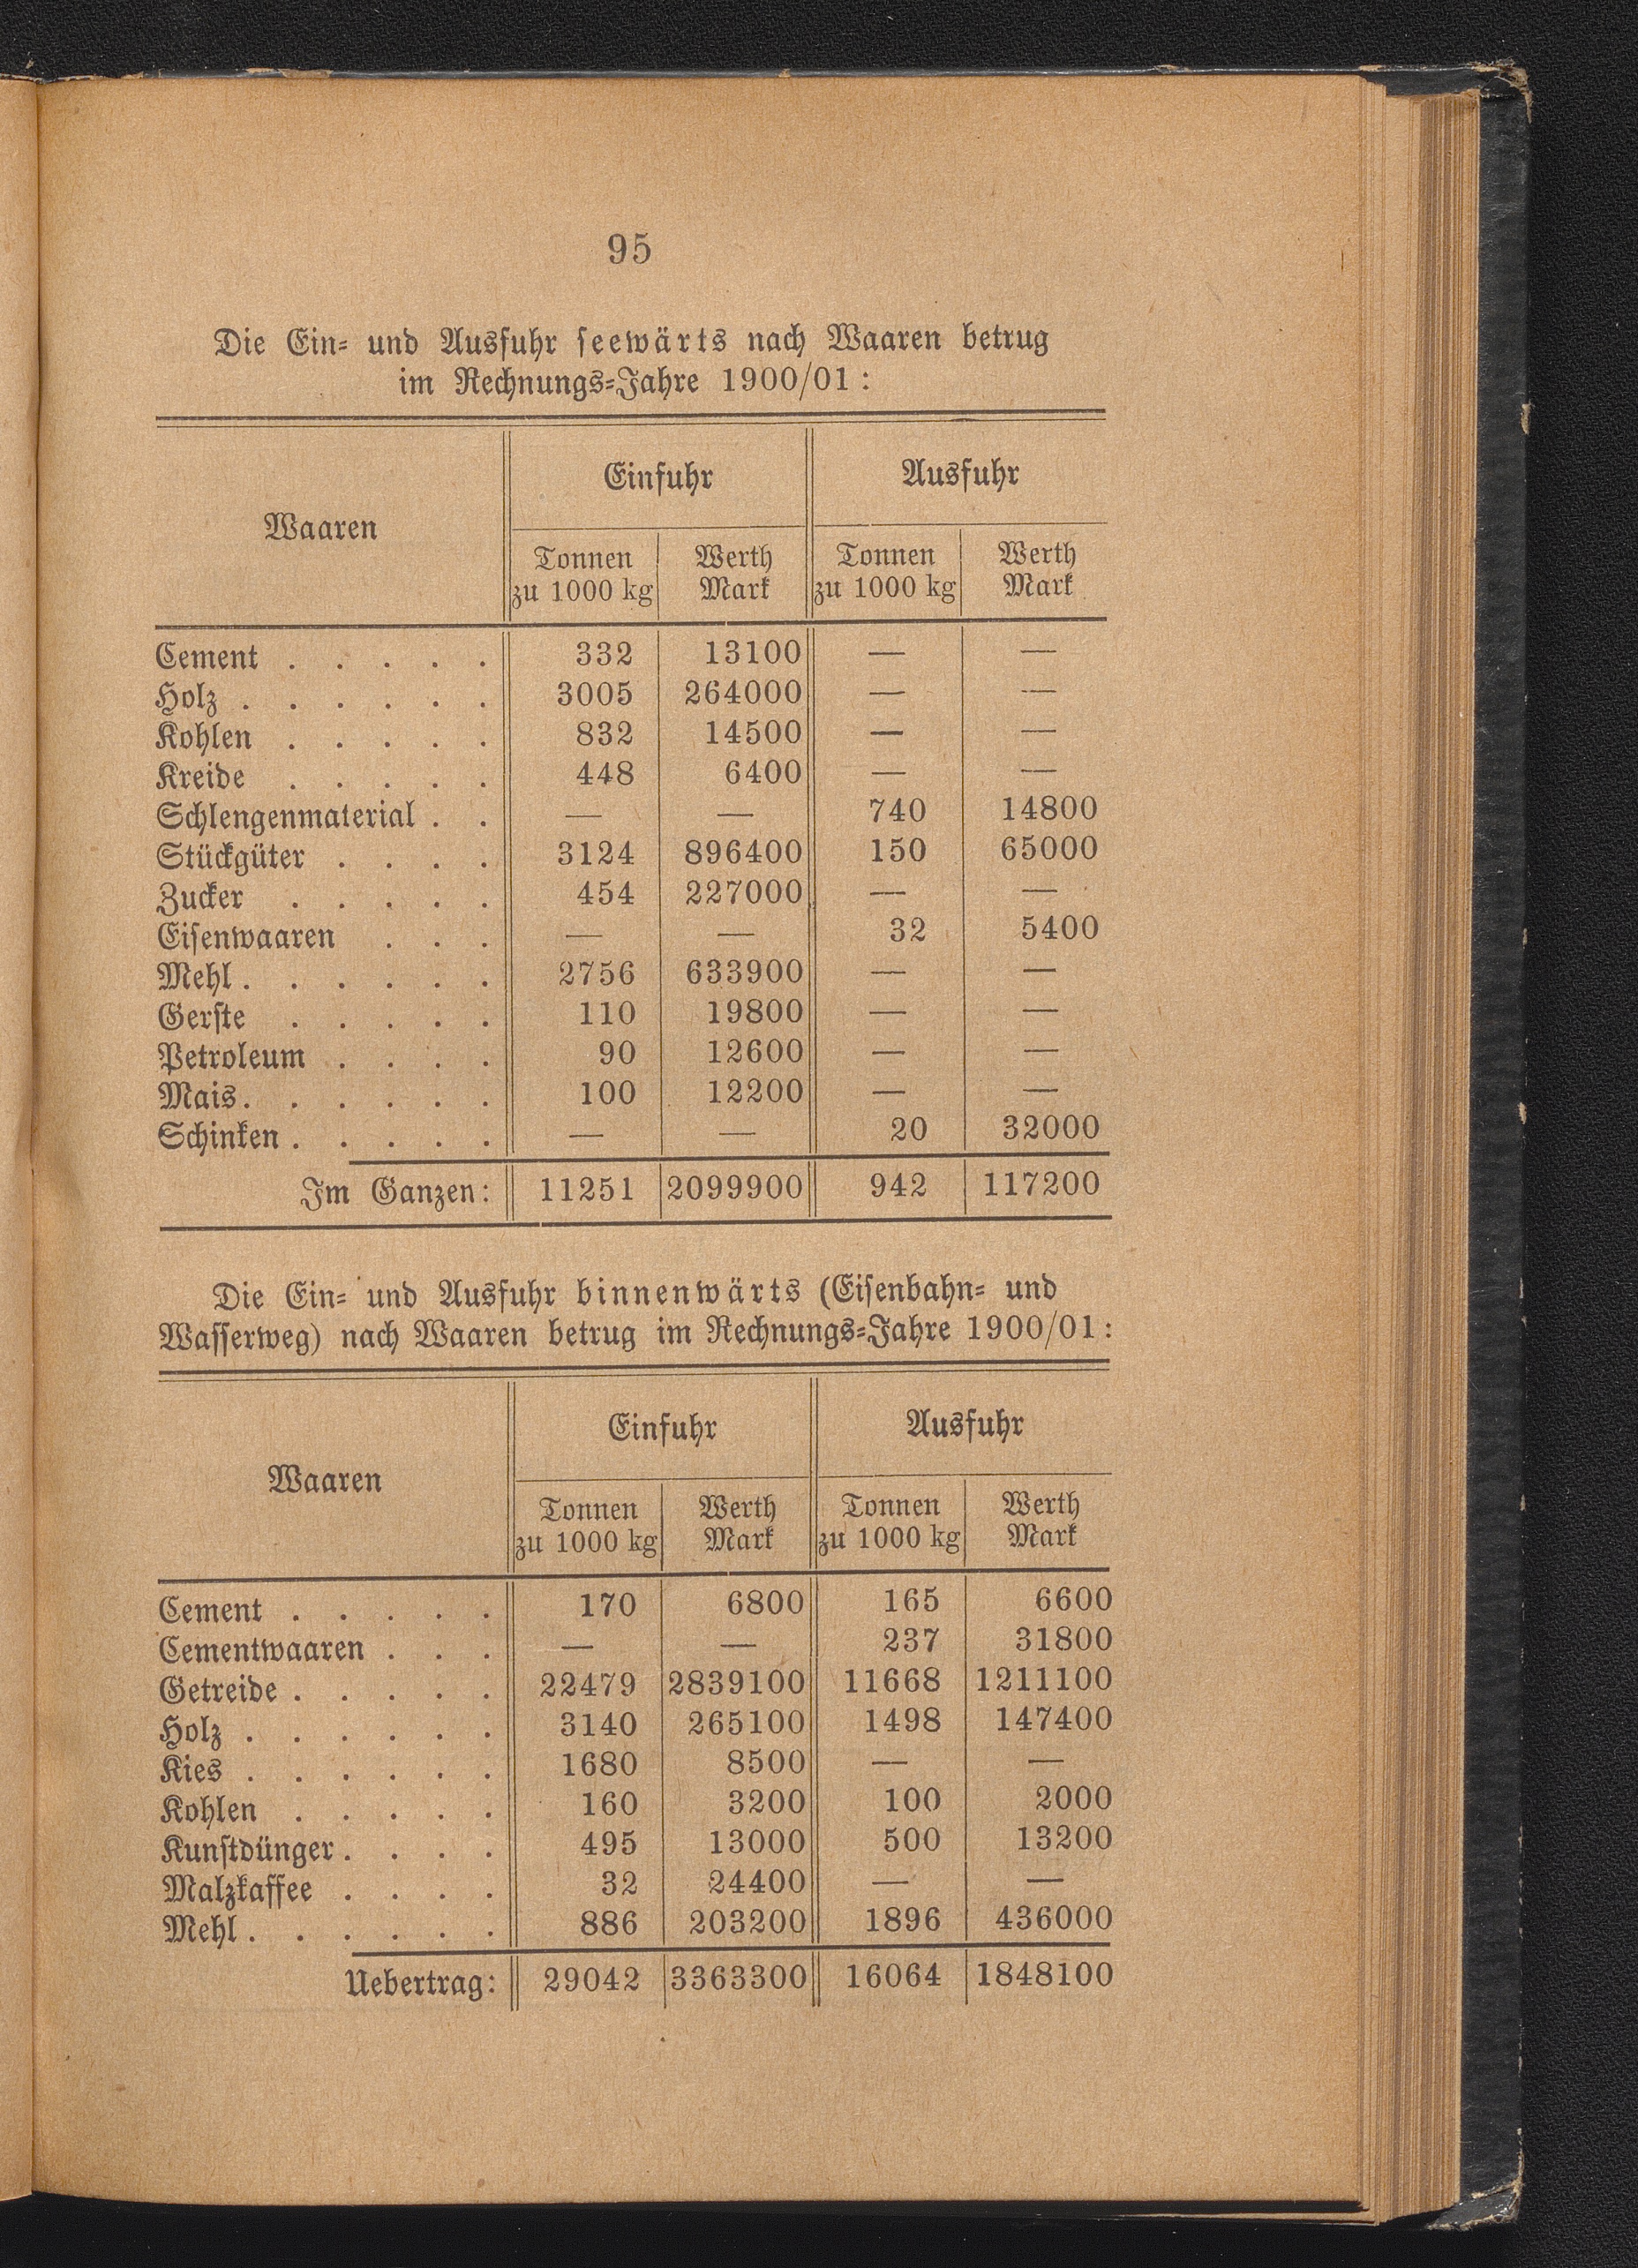 95
Die Ein- und Ausfuhr seewärts nach Waaren betrug
im Rechnungs-Jahre 1900/01:
Waaren Einfuhr Ausfuhr
Tonnen Werth Tonnen Werth
zu 1000 kg Mark zu 1000 kg Mark
Cement . . . . . 332 13100 — —
Holz . . . . . . 3005 264000 — —
Kohlen . . . . . 832 14500 — —
Kreide . . . . . 448 6400 — —
Schlengenmaterial . . — — 740 14800
Stückgüter . . . . 3124 896400 150 65000
Zucker . . . . . 454 227000 — —
Eisenwaaren . . . — — 32 5400
Mehl . . . . . . 2756 633900 — —
Gerste . . . . . 110 19800 — —
Petroleum . . . . 90 12600 — —
Mais . . . . . . 100 12200 — —
Schinken . . . . . — — 20 32000
Im Ganzen: 11251 2099900 942 117200
Die Ein- und Ausfuhr binnenwärts (Eisenbahn- und
Wasserweg) nach Waaren betrug im Rechnungs-Jahre 1900/01:
Waaren Einfuhr Ausfuhr
Tonnen Werth Tonnen Werth
zu 1000 kg Mark zu 1000 kg Mark
Cement . . . . . 170 6800 165 6600
Cementwaaren . . . — — 237 31800
Getreide . . . . . 22479 2839100 11668 1211100
Holz . . . . . . 3140 265100 1498 147400
Kies . . . . . . 1680 8500 — —
Kohlen . . . . . 160 3200 100 2000
Kunstdünger . . . . 495 13000 500 13200
Malzkaffee . . . . 32 24400 — —
Mehl . . . . . . 886 203200 1896 436000
Uebertrag: 29042 3363300 16064 1848100